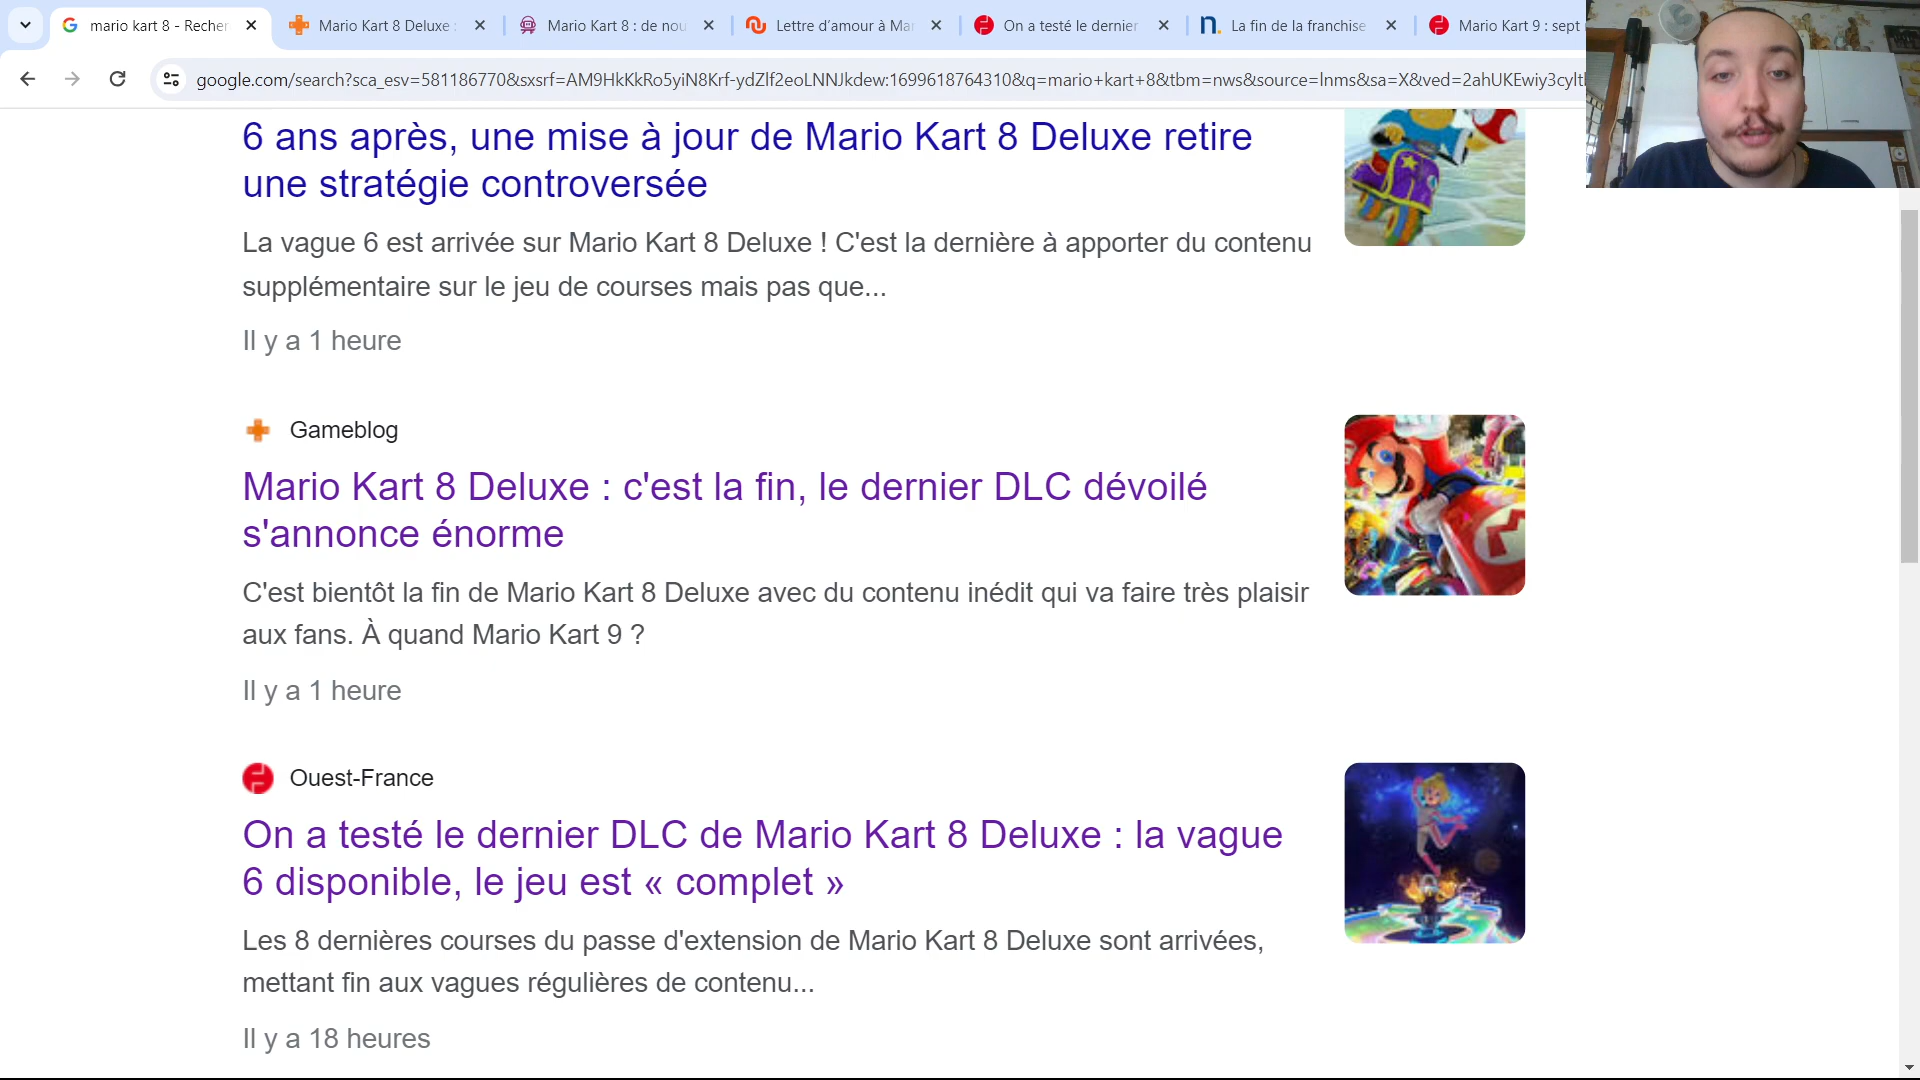 mario kart 8 - Recher
Mario Kart 8 Deluxe :
Mario Kart 8 : de nou
Lettre d'amour à Mar
On a testé le dernier
La fin de la franchise
Mario Kart 9 : sept
google.com/search?sca_esv=581186770&sxsrf=AM9HkKkRo5yiN8Krf-ydZlf2eoLNNJkdew:1699618764310&q=mario+kart+8&tbm=nws&source=lnms&sa=X&ved=2ahUKEwiy3cylt
6 ans après, une mise à jour de Mario Kart 8 Deluxe retire
une stratégie controversée
La vague 6 est arrivée sur Mario Kart 8 Deluxe ! C'est la dernière à apporter du contenu
supplémentaire sur le jeu de courses mais pas que...
Il y a 1 heure
Gameblog
Mario Kart 8 Deluxe : c'est la fin, le dernier DLC dévoilé
s'annonce énorme
C'est bientôt la fin de Mario Kart 8 Deluxe avec du contenu inédit qui va faire très plaisir
aux fans. À quand Mario Kart 9 ?
Il y a 1 heure
Ouest-France
On a testé le dernier DLC de Mario Kart 8 Deluxe : la vague
6 disponible, le jeu est « complet »
Les 8 dernières courses du passe d'extension de Mario Kart 8 Deluxe sont arrivées,
mettant fin aux vagues régulières de contenu...
Il y a 18 heures